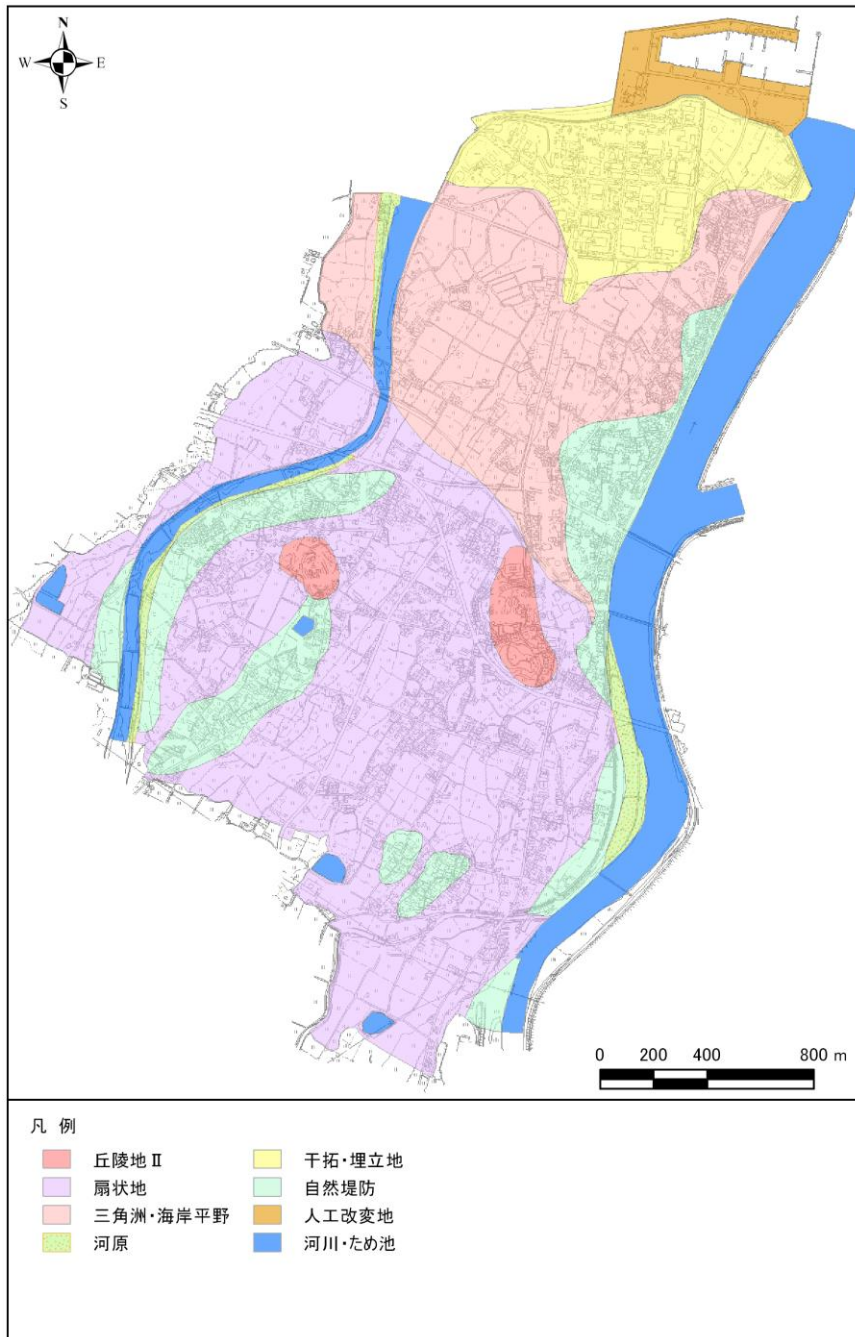 N
W E
S
0 200 400 800 m
凡 例
丘陵地Ⅱ
扇状地
三角洲・海岸平野
河原
干拓・埋立地
自然堤防
人工改変地
河川・ため池